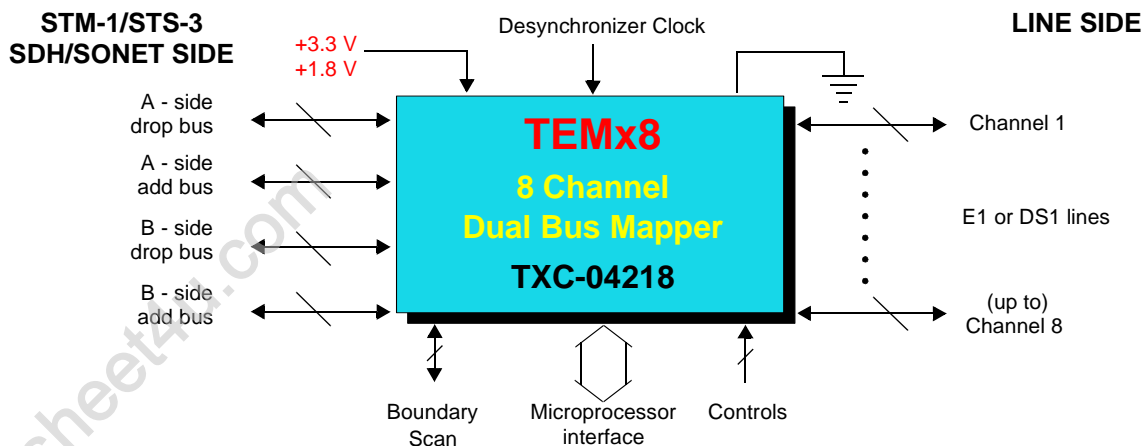 STM-1/STS-3
SDH/SONET SIDE
+3.3 V
+1.8 V
Desynchronizer Clock
LINE SIDE
A - side
drop bus
A - side
add bus
B - side
drop bus
B - side
add bus
TEMx8
8 Channel
Dual Bus Mapper
TXC-04218
Channel 1
E1 or DS1 lines
(up to)
Channel 8
Boundary
Scan
Microprocessor
interface
Controls
sheet4u.com